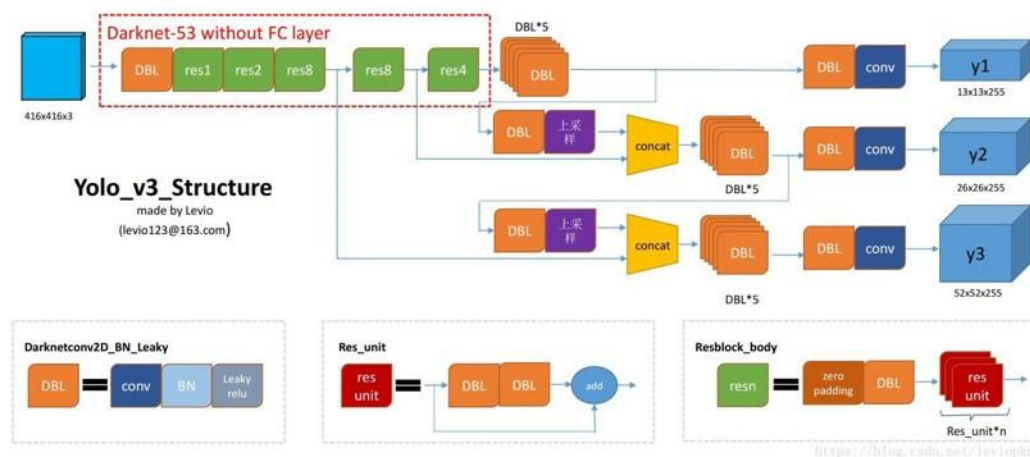 Darknet-53 without FC layer
DBL*5
DBL
res1
res2
res8
res8
res4
DBL
DBL
conv
y1
13x13x255
416x416x3
DBL
上采
样
concat
DBL
DBL*5
DBL
conv
y2
26x26x255
Yolo_v3_Structure
made by Levio
(levio123@163.com)
DBL
上采
样
concat
DBL
DBL*5
DBL
conv
y3
52x52x255
Darknetconv2D_BN_Leaky
DBL
conv
BN
Leaky
relu
Res_unit
res
unit
DBL
DBL
add
Resblock_body
resn
zero
padding
DBL
res
unit
Res_unit*n